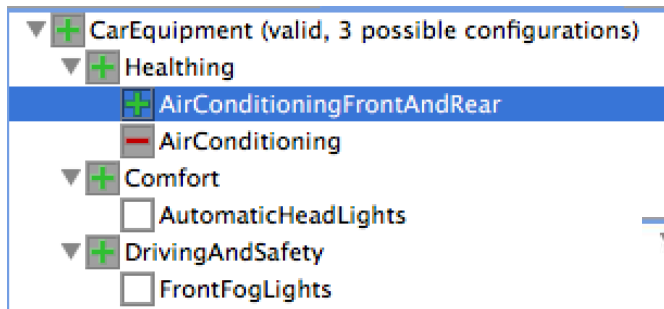 CarEquipment (valid, 3 possible configurations)
Healthing
AirConditioningFrontAndRear
AirConditioning
Comfort
AutomaticHeadLights
DrivingAndSafety
FrontFogLights